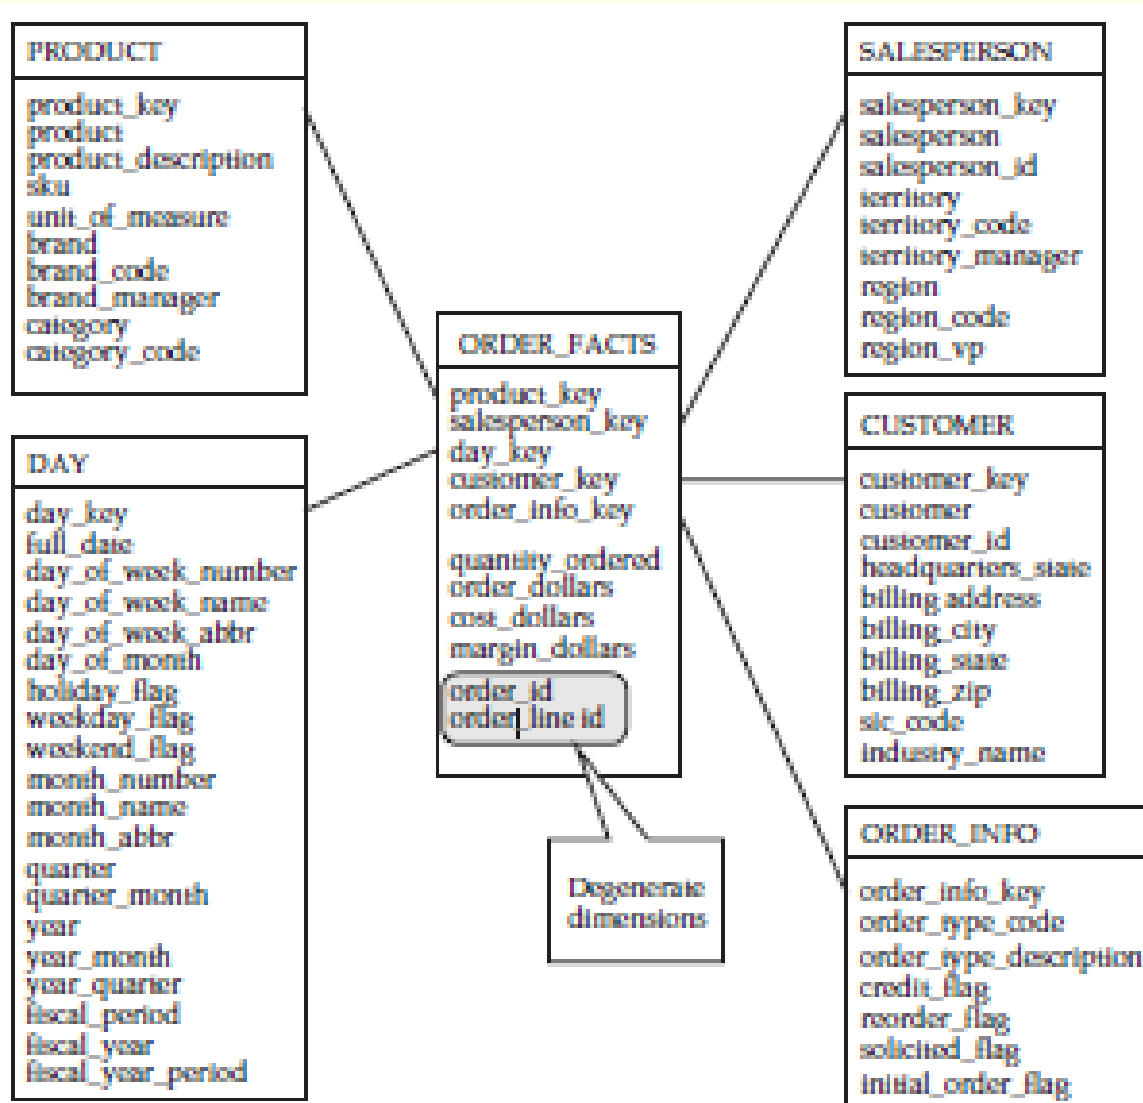 PRODUCT
product_key
product
product_description
sku
unit_of_measure
brand
brand_code
brand_manager
category
category_code
DAY
day_key
full_date
day_of_week_number
day_of_week_name
day_of_week_abbr
day_of_month
holiday_flag
weekday_flag
weekend_flag
month_number
month_name
month_abbr
quarter
quarter_month
year
year_month
year_quarter
fiscal_period
fiscal_year
fiscal_year_period
ORDER_FACTS
product_key
salesperson_key
day_key
customer_key
order_info_key
quantity_ordered
order_dollars
cost_dollars
margin_dollars
order_id
order_line id
Degenerate
dimensions
SALESPERSON
salesperson_key
salesperson
salesperson_id
territory
territory_code
territory_manager
region
region_code
region_vp
CUSTOMER
customer_key
customer
customer_id
headquarters_state
billing address
billing_city
billing_state
billing_zip
sic_code
industry_name
ORDER_INFO
order_info_key
order_type_code
order_type_description
credit_flag
reorder_flag
solicited_flag
initial_order_flag